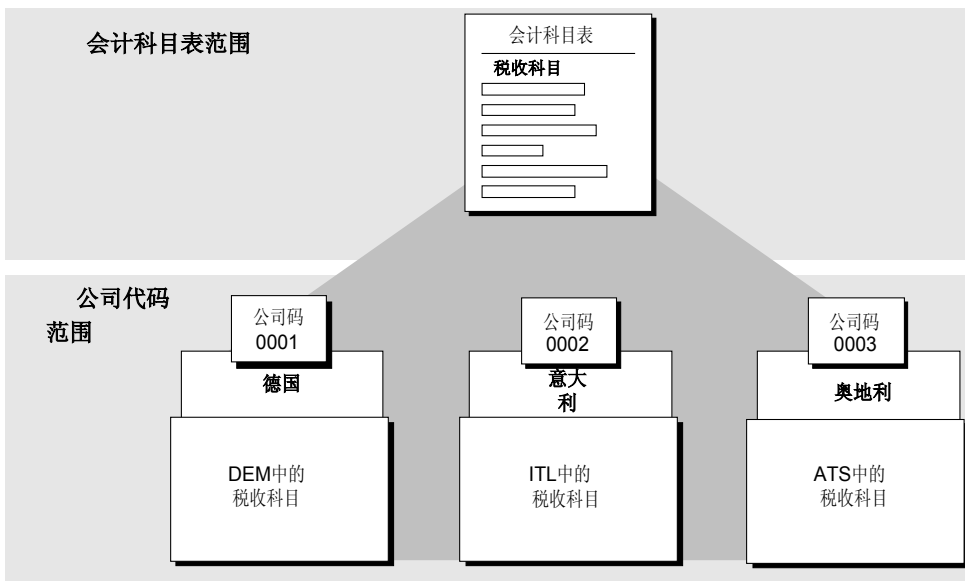 会计科目表范围
会计科目表
税收科目
公司代码
范围
公司码
0001
德国
DEM中的
税收科目
公司码
0002
意大
利
ITL中的
税收科目
公司码
0003
奥地利
ATS中的
税收科目